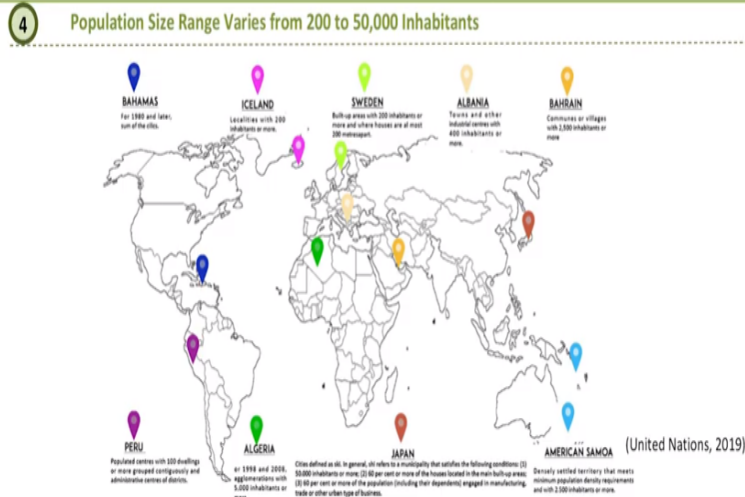 4
Population Size Range Varies from 200 to 50,000 Inhabitants
BAHAMAS
For 1980 and later,
sum of the cities.
ICELAND
Localities with 200
inhabitants or more.
SWEDEN
Built-up areas with 200 inhabitants or
more and where houses are at most
200 metres apart.
ALBANIA
Towns and other
industrial centres with
400 inhabitants or
more.
BAHRAIN
Communes or villages
with 2,500 inhabitants or
more
PERU
Populated centres with 100 dwellings
or more grouped contiguously and
administrative centres of districts.
ALGERIA
or 1998 and 2008,
agglomerations with
5,000 inhabitants or
JAPAN
Cities defined as shi. In general, shi refers to a municipality that satisfies the following conditions: (1)
50,000 inhabitants or more; (2) 60 per cent or more of the houses located in the main built-up areas;
(3) 60 per cent or more of the population (including their dependents) engaged in manufacturing,
trade or other urban type of business.
AMERICAN SAMOA
Densely settled territory that meets
minimum population density requirements
and with 2,500 inhabitants or more.
(United Nations, 2019)